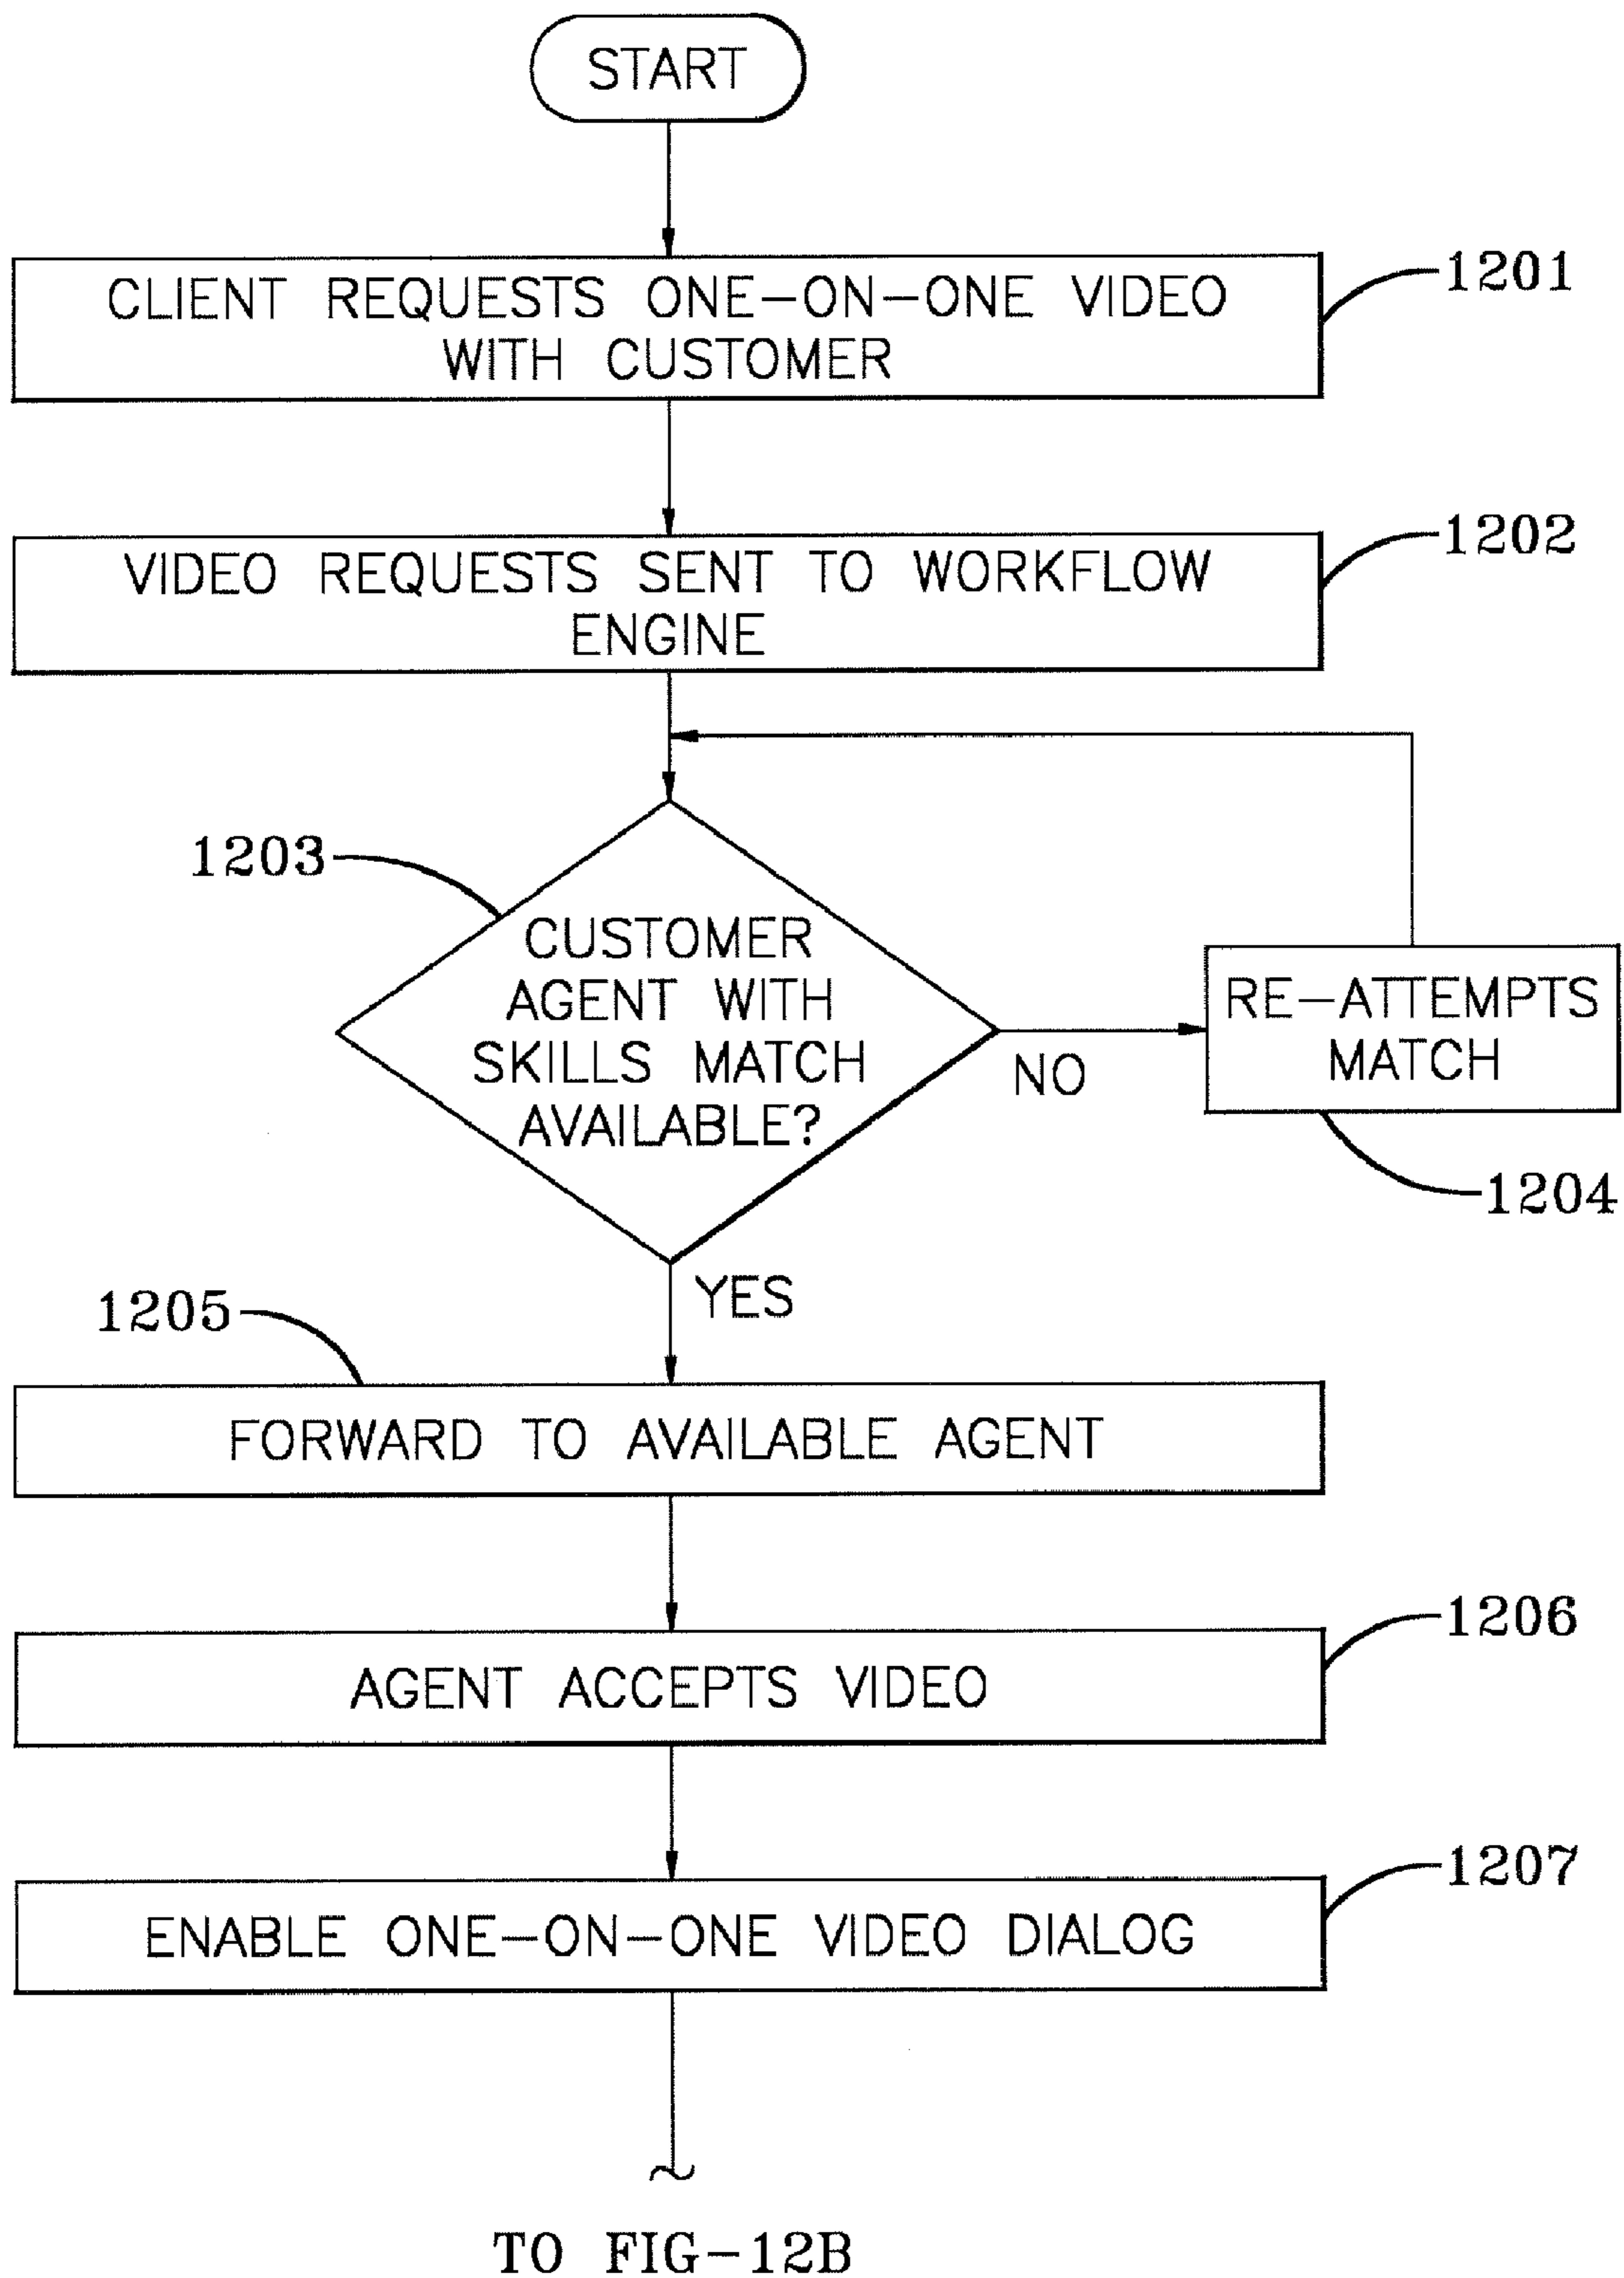 START
CLIENT REQUESTS ONE-ON-ONE VIDEO
WITH CUSTOMER
1201
VIDEO REQUESTS SENT TO WORKFLOW
ENGINE
1202
1203
CUSTOMER
AGENT WITH
SKILLS MATCH
AVAILABLE?
NO
RE-ATTEMPTS
MATCH
1204
YES
1205
FORWARD TO AVAILABLE AGENT
1206
AGENT ACCEPTS VIDEO
1207
ENABLE ONE-ON-ONE VIDEO DIALOG
TO FIG-12B